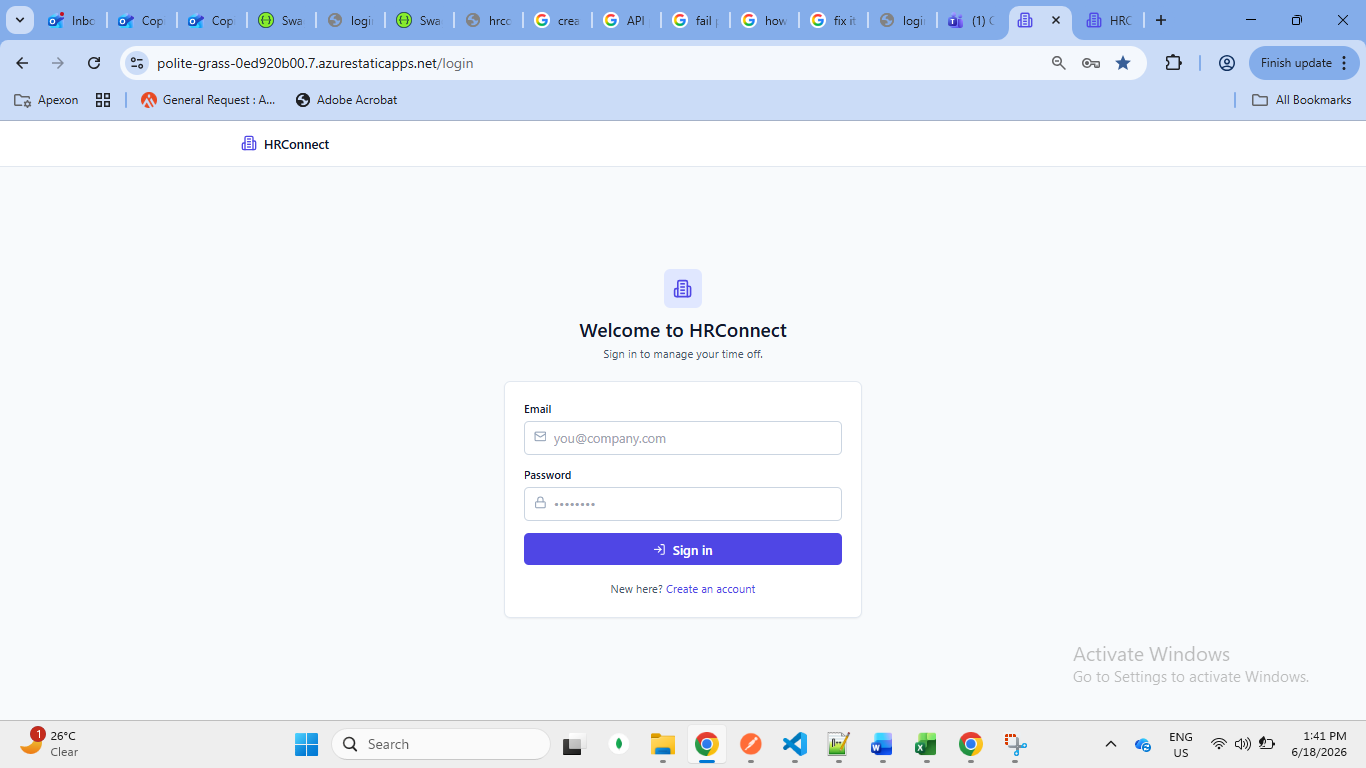 Inbo
Cop
Cop
Swa
login
Swa
hrco
crea
API
fail p
how
fix it
login
(1) C
HRC
polite-grass-0ed920b00.7.azurestaticapps.net/login
Finish update
Apexon
General Request : A...
Adobe Acrobat
All Bookmarks
HRConnect
Welcome to HRConnect
Sign in to manage your time off.
Email
you@company.com
Password
Sign in
New here? Create an account
Activate Windows
Go to Settings to activate Windows.
1
26°C
Clear
Search
ENG
US
1:41 PM
6/18/2026